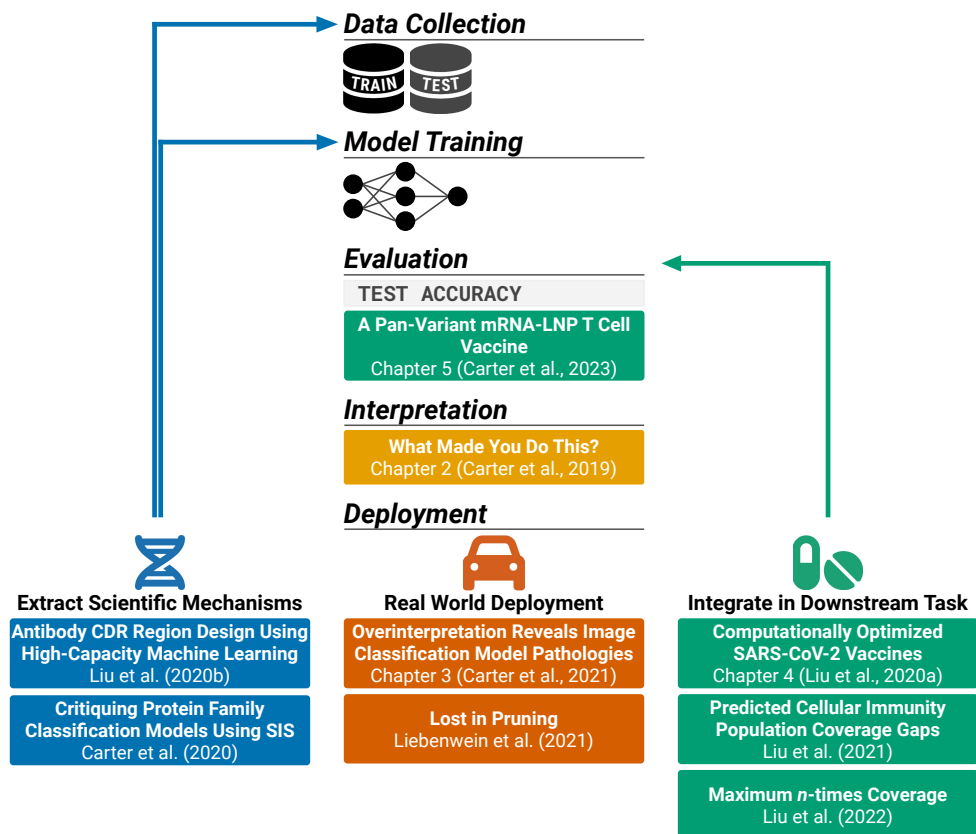 Data Collection
TRAIN
TEST
Model Training
Evaluation
TEST ACCURACY
A Pan-Variant mRNA-LNP T Cell
Vaccine
Chapter 5 (Carter et al., 2023)
Interpretation
What Made You Do This?
Chapter 2 (Carter et al., 2019)
Deployment
Extract Scientific Mechanisms
Antibody CDR Region Design Using
High-Capacity Machine Learning
Liu et al. (2020b)
Critiquing Protein Family
Classification Models Using SIS
Carter et al. (2020)
Real World Deployment
Overinterpretation Reveals Image
Classification Model Pathologies
Chapter 3 (Carter et al., 2021)
Lost in Pruning
Liebenwein et al. (2021)
Integrate in Downstream Task
Computationally Optimized
SARS-CoV-2 Vaccines
Chapter 4 (Liu et al., 2020a)
Predicted Cellular Immunity
Population Coverage Gaps
Liu et al. (2021)
Maximum n-times Coverage
Liu et al. (2022)